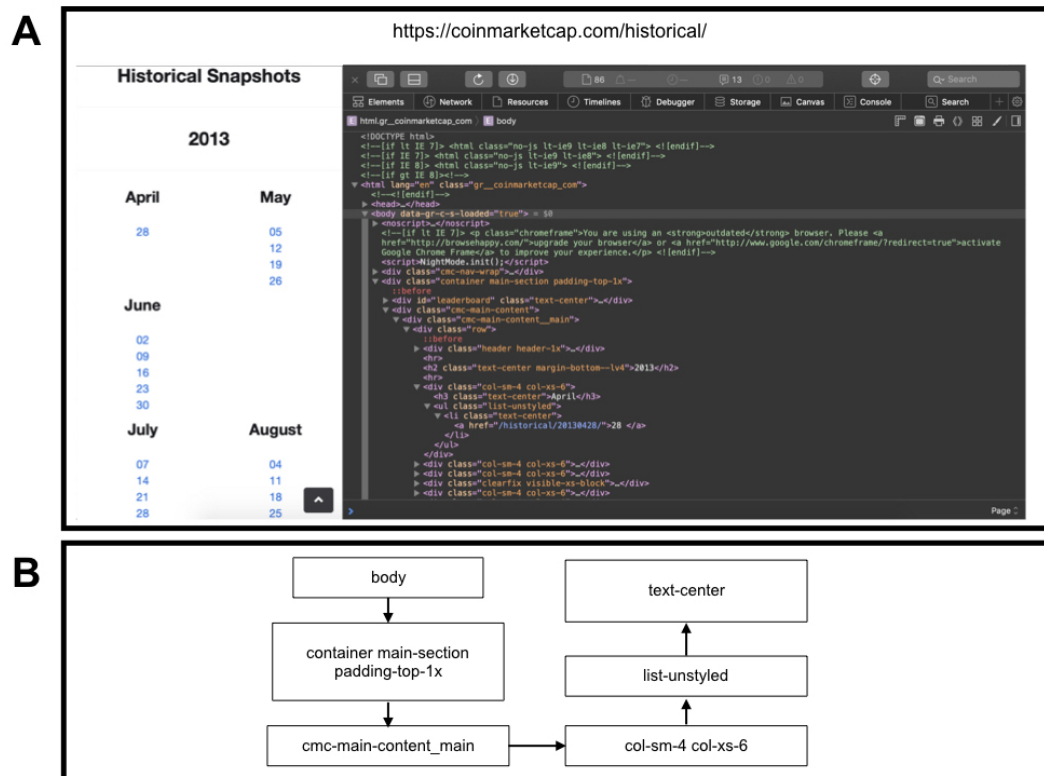 A
https://coinmarketcap.com/historical/
Historical Snapshots
2013
April May
28 05
12
19
26
June
02
09
16
23
30
July August
07 04
14 11
21 18
28 25
86 — — 13 0 0 Search
Elements Network Resources Timelines Debugger Storage Canvas Console Search
E html.gr__coinmarketcap_com E body
<!DOCTYPE html>
<!--[if lt IE 7]> <html class="no-js lt-ie9 lt-ie8 lt-ie7"> <![endif]-->
<!--[if IE 7]> <html class="no-js lt-ie9 lt-ie8"> <![endif]-->
<!--[if IE 8]> <html class="no-js lt-ie9"> <![endif]-->
<!--[if gt IE 8]><!-->
<html lang="en" class="gr__coinmarketcap_com">
<!--<![endif]-->
<head>…</head>
<body data-gr-c-s-loaded="true"> = $0
<noscript>…</noscript>
<!--[if lt IE 7]> <p class="chromeframe">You are using an <strong>outdated</strong> browser. Please <a
href="http://browsehappy.com/">upgrade your browser</a> or <a href="http://www.google.com/chromeframe/?redirect=true">activate
Google Chrome Frame</a> to improve your experience.</p> <![endif]-->
<script>NightMode.init();</script>
<div class="cmc-nav-wrap">…</div>
<div class="container main-section padding-top-1x">
::before
<div id="leaderboard" class="text-center">…</div>
<div class="cmc-main-content">
<div class="cmc-main-content__main">
<div class="row">
::before
<div class="header header-1x">…</div>
<hr>
<h2 class="text-center margin-bottom--lv4">2013</h2>
<hr>
<div class="col-sm-4 col-xs-6">
<h3 class="text-center">April</h3>
<ul class="list-unstyled">
<li class="text-center">
<a href="/historical/20130428/">28 </a>
</li>
</ul>
</div>
<div class="col-sm-4 col-xs-6">…</div>
<div class="col-sm-4 col-xs-6">…</div>
<div class="clearfix visible-xs-block">…</div>
<div class="col-sm-4 col-xs-6">…</div>
Page
B
body
container main-section
padding-top-1x
cmc-main-content_main
col-sm-4 col-xs-6
list-unstyled
text-center